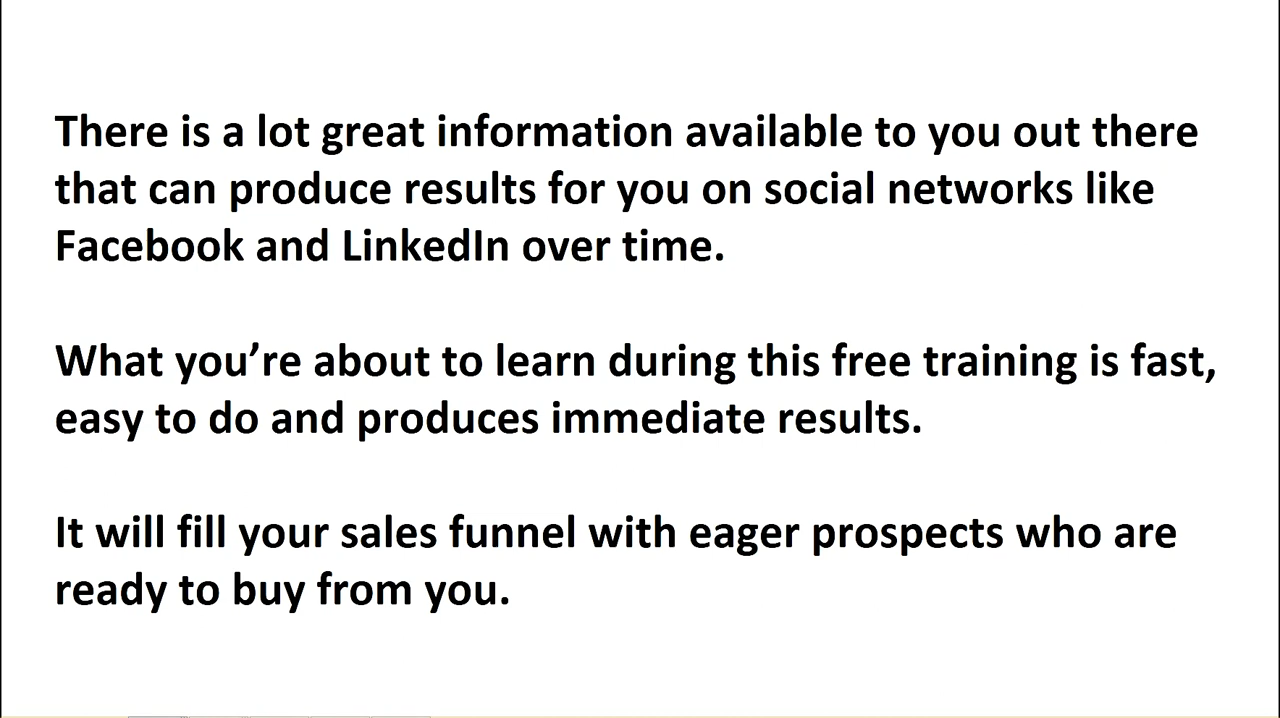 There is a lot great information available to you out there
that can produce results for you on social networks like
Facebook and LinkedIn over time.
What you’re about to learn during this free training is fast,
easy to do and produces immediate results.
It will fill your sales funnel with eager prospects who are
ready to buy from you.